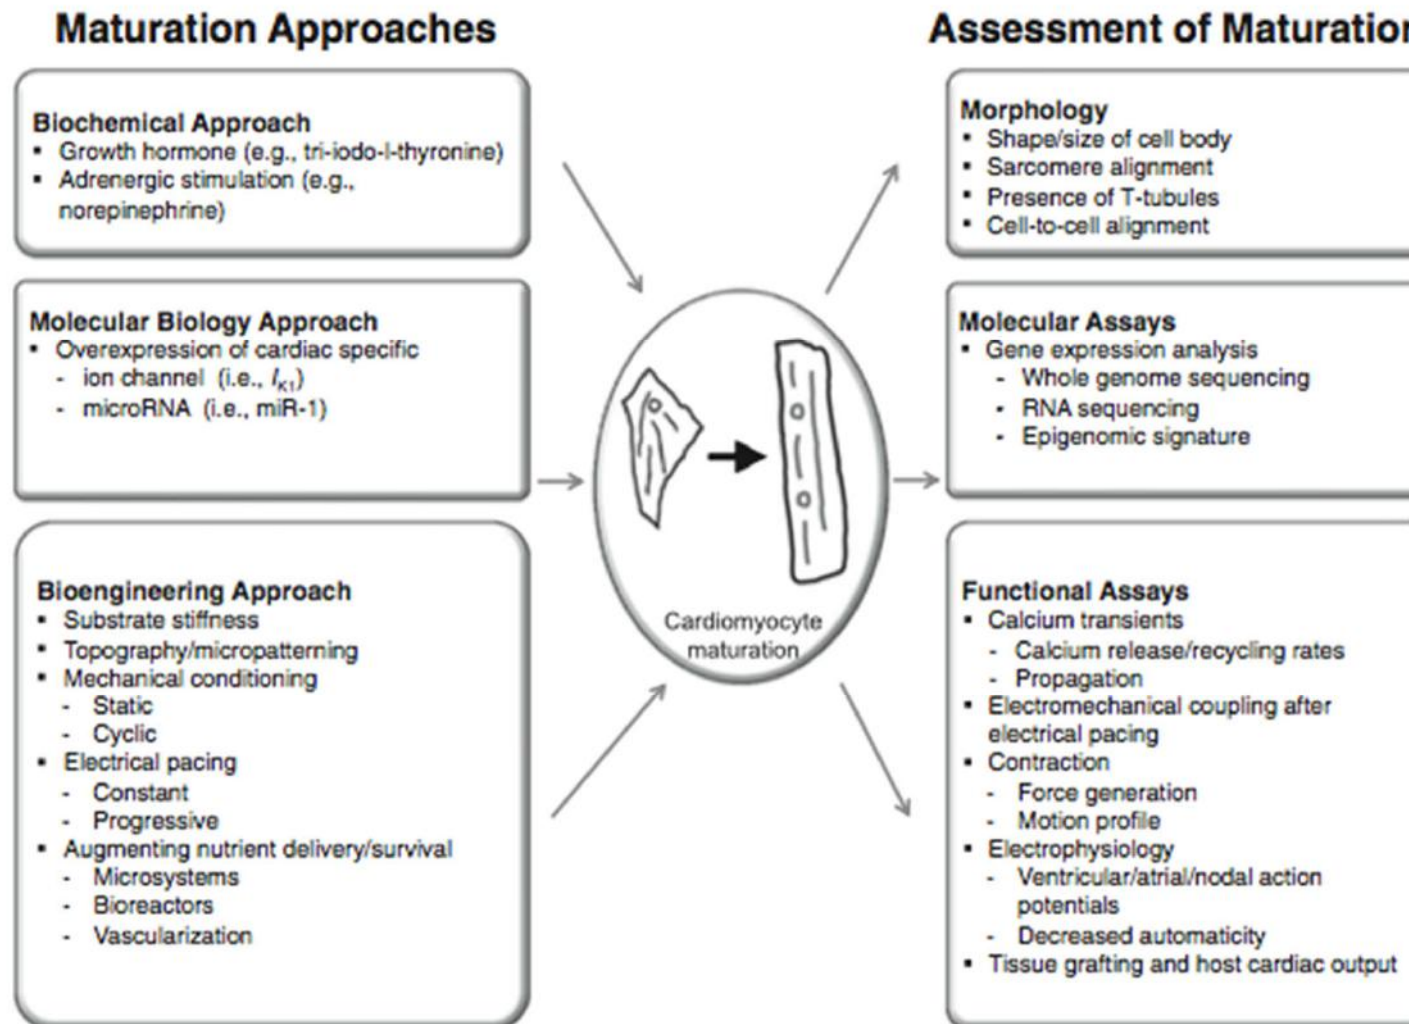 Maturation Approaches
Biochemical Approach
▪ Growth hormone (e.g., tri-iodo-l-thyronine)
▪ Adrenergic stimulation (e.g.,
norepinephrine)
Molecular Biology Approach
▪ Overexpression of cardiac specific
- ion channel (i.e., IK1)
- microRNA (i.e., miR-1)
Bioengineering Approach
▪ Substrate stiffness
▪ Topography/micropatterning
▪ Mechanical conditioning
- Static
- Cyclic
▪ Electrical pacing
- Constant
- Progressive
▪ Augmenting nutrient delivery/survival
- Microsystems
- Bioreactors
- Vascularization
Cardiomyocyte
maturation
Assessment of Maturation
Morphology
▪ Shape/size of cell body
▪ Sarcomere alignment
▪ Presence of T-tubules
▪ Cell-to-cell alignment
Molecular Assays
▪ Gene expression analysis
- Whole genome sequencing
- RNA sequencing
- Epigenomic signature
Functional Assays
▪ Calcium transients
- Calcium release/recycling rates
- Propagation
▪ Electromechanical coupling after
electrical pacing
▪ Contraction
- Force generation
- Motion profile
▪ Electrophysiology
- Ventricular/atrial/nodal action
potentials
- Decreased automaticity
▪ Tissue grafting and host cardiac output